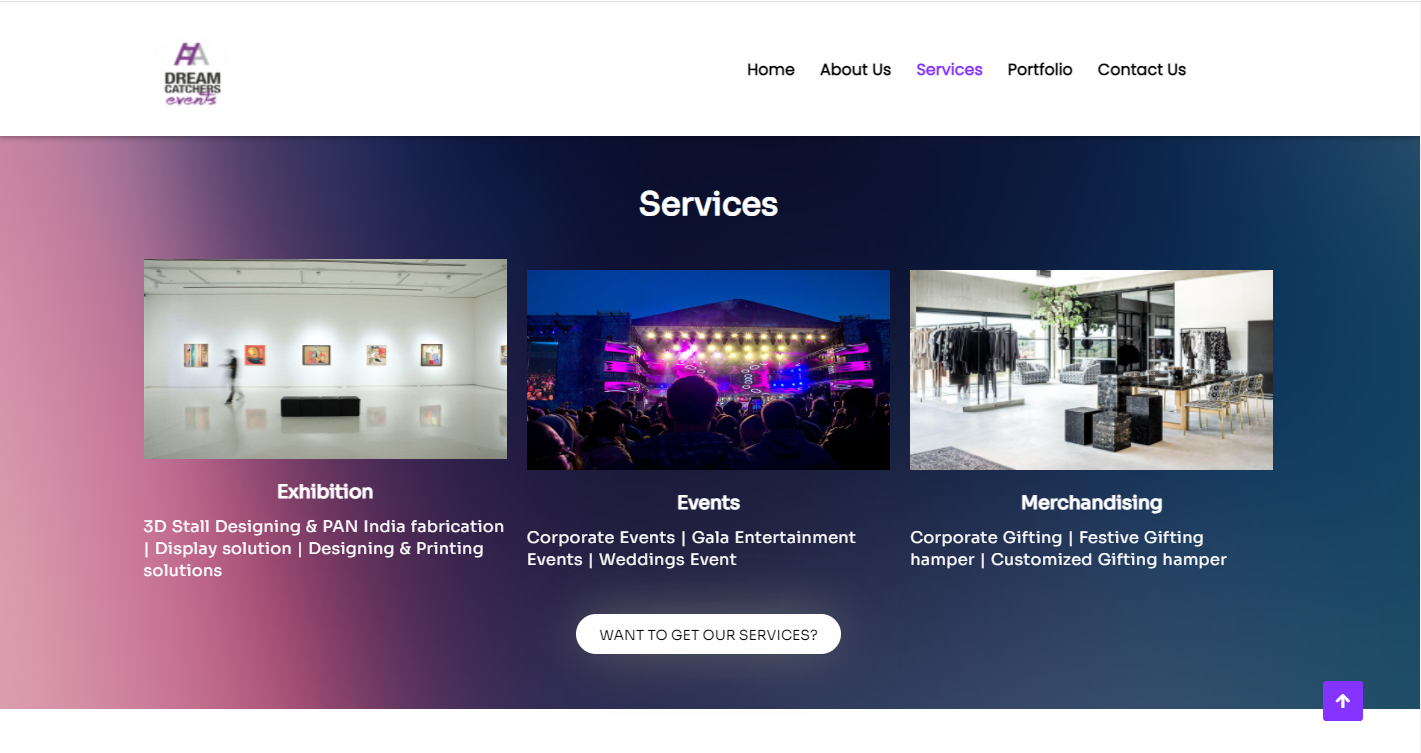 DREAM
CATCHERS
events
Home About Us Services Portfolio Contact Us
Services
Exhibition
3D Stall Designing & PAN India fabrication
| Display solution | Designing & Printing
solutions
Events
Corporate Events | Gala Entertainment
Events | Weddings Event
Merchandising
Corporate Gifting | Festive Gifting
hamper | Customized Gifting hamper
WANT TO GET OUR SERVICES?